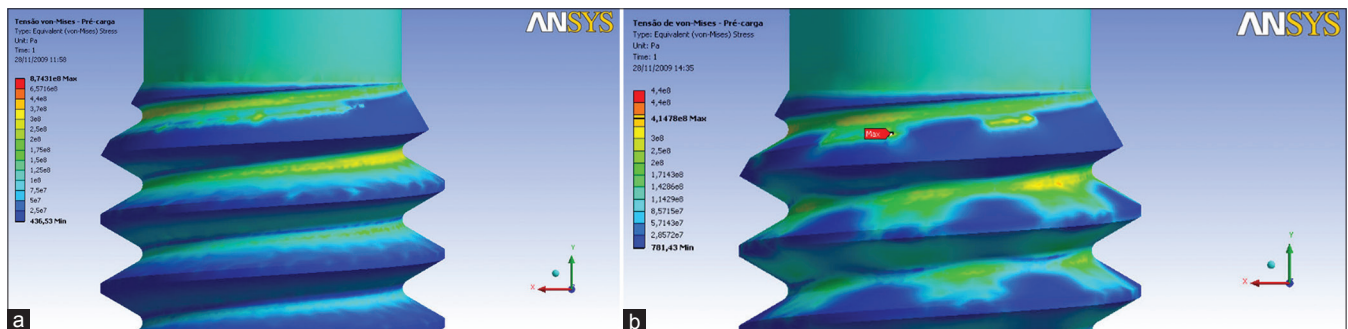 Tensão von-Mises - Pré-carga
Type: Equivalent (von-Mises) Stress
Unit: Pa
Time: 1
28/11/2009 11:58
8,7431e8 Max
6,5716e8
4,4e8
3,7e8
3e8
2,5e8
2e8
1,75e8
1,5e8
1,25e8
1e8
7,5e7
5e7
2,5e7
436,53 Min
ANSYS
Y
X
a
Tensão de von-Mises - Pré-carga
Type: Equivalent (von-Mises) Stress
Unit: Pa
Time: 1
28/11/2009 14:35
4,4e8
4,4e8
4,1478e8 Max
3e8
2,5e8
2e8
1,7143e8
1,4286e8
1,1429e8
8,5715e7
5,7143e7
2,8572e7
781,43 Min
Max
ANSYS
Y
X
b